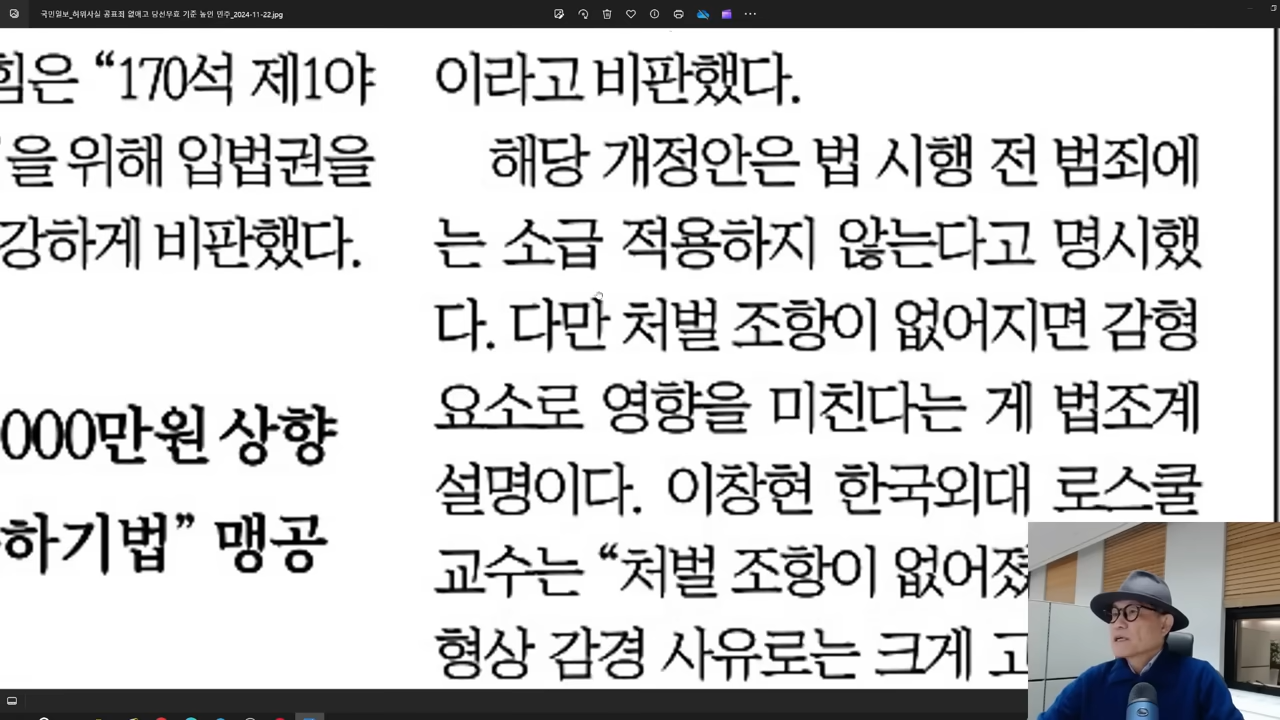 국민일보_허위사실 공표죄 없애고 당선무효 기준 높인 민주_2024-11-22.jpg
힘은 “170석 제1야
을 위해 입법권을
강하게 비판했다.
000만원 상향
하기법” 맹공
이라고 비판했다.
해당 개정안은 법 시행 전 범죄에
는 소급 적용하지 않는다고 명시했
다. 다만 처벌 조항이 없어지면 감형
요소로 영향을 미친다는 게 법조계
설명이다. 이창현 한국외대 로스쿨
교수는 “처벌 조항이 없어졌
형상 감경 사유로는 크게 고